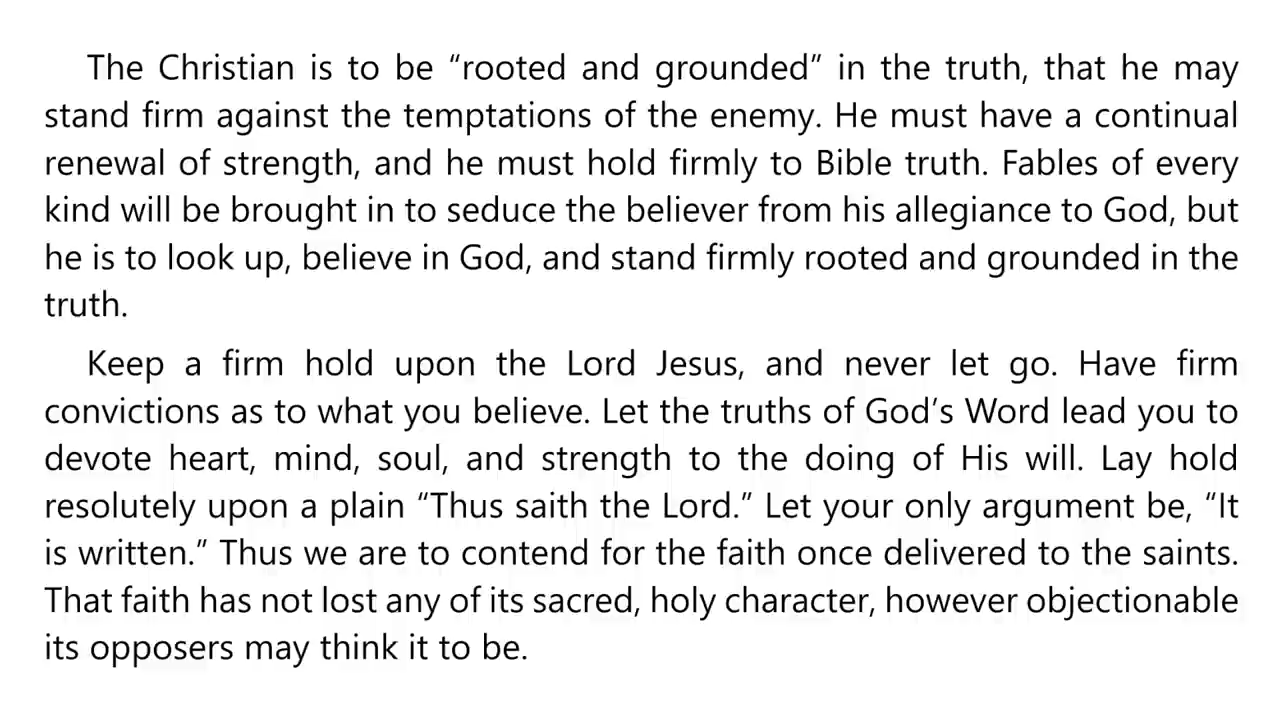 The Christian is to be “rooted and grounded” in the truth, that he may
stand firm against the temptations of the enemy. He must have a continual
renewal of strength, and he must hold firmly to Bible truth. Fables of every
kind will be brought in to seduce the believer from his allegiance to God, but
he is to look up, believe in God, and stand firmly rooted and grounded in the
truth.
Keep a firm hold upon the Lord Jesus, and never let go. Have firm
convictions as to what you believe. Let the truths of God’s Word lead you to
devote heart, mind, soul, and strength to the doing of His will. Lay hold
resolutely upon a plain “Thus saith the Lord.” Let your only argument be, “It
is written.” Thus we are to contend for the faith once delivered to the saints.
That faith has not lost any of its sacred, holy character, however objectionable
its opposers may think it to be.